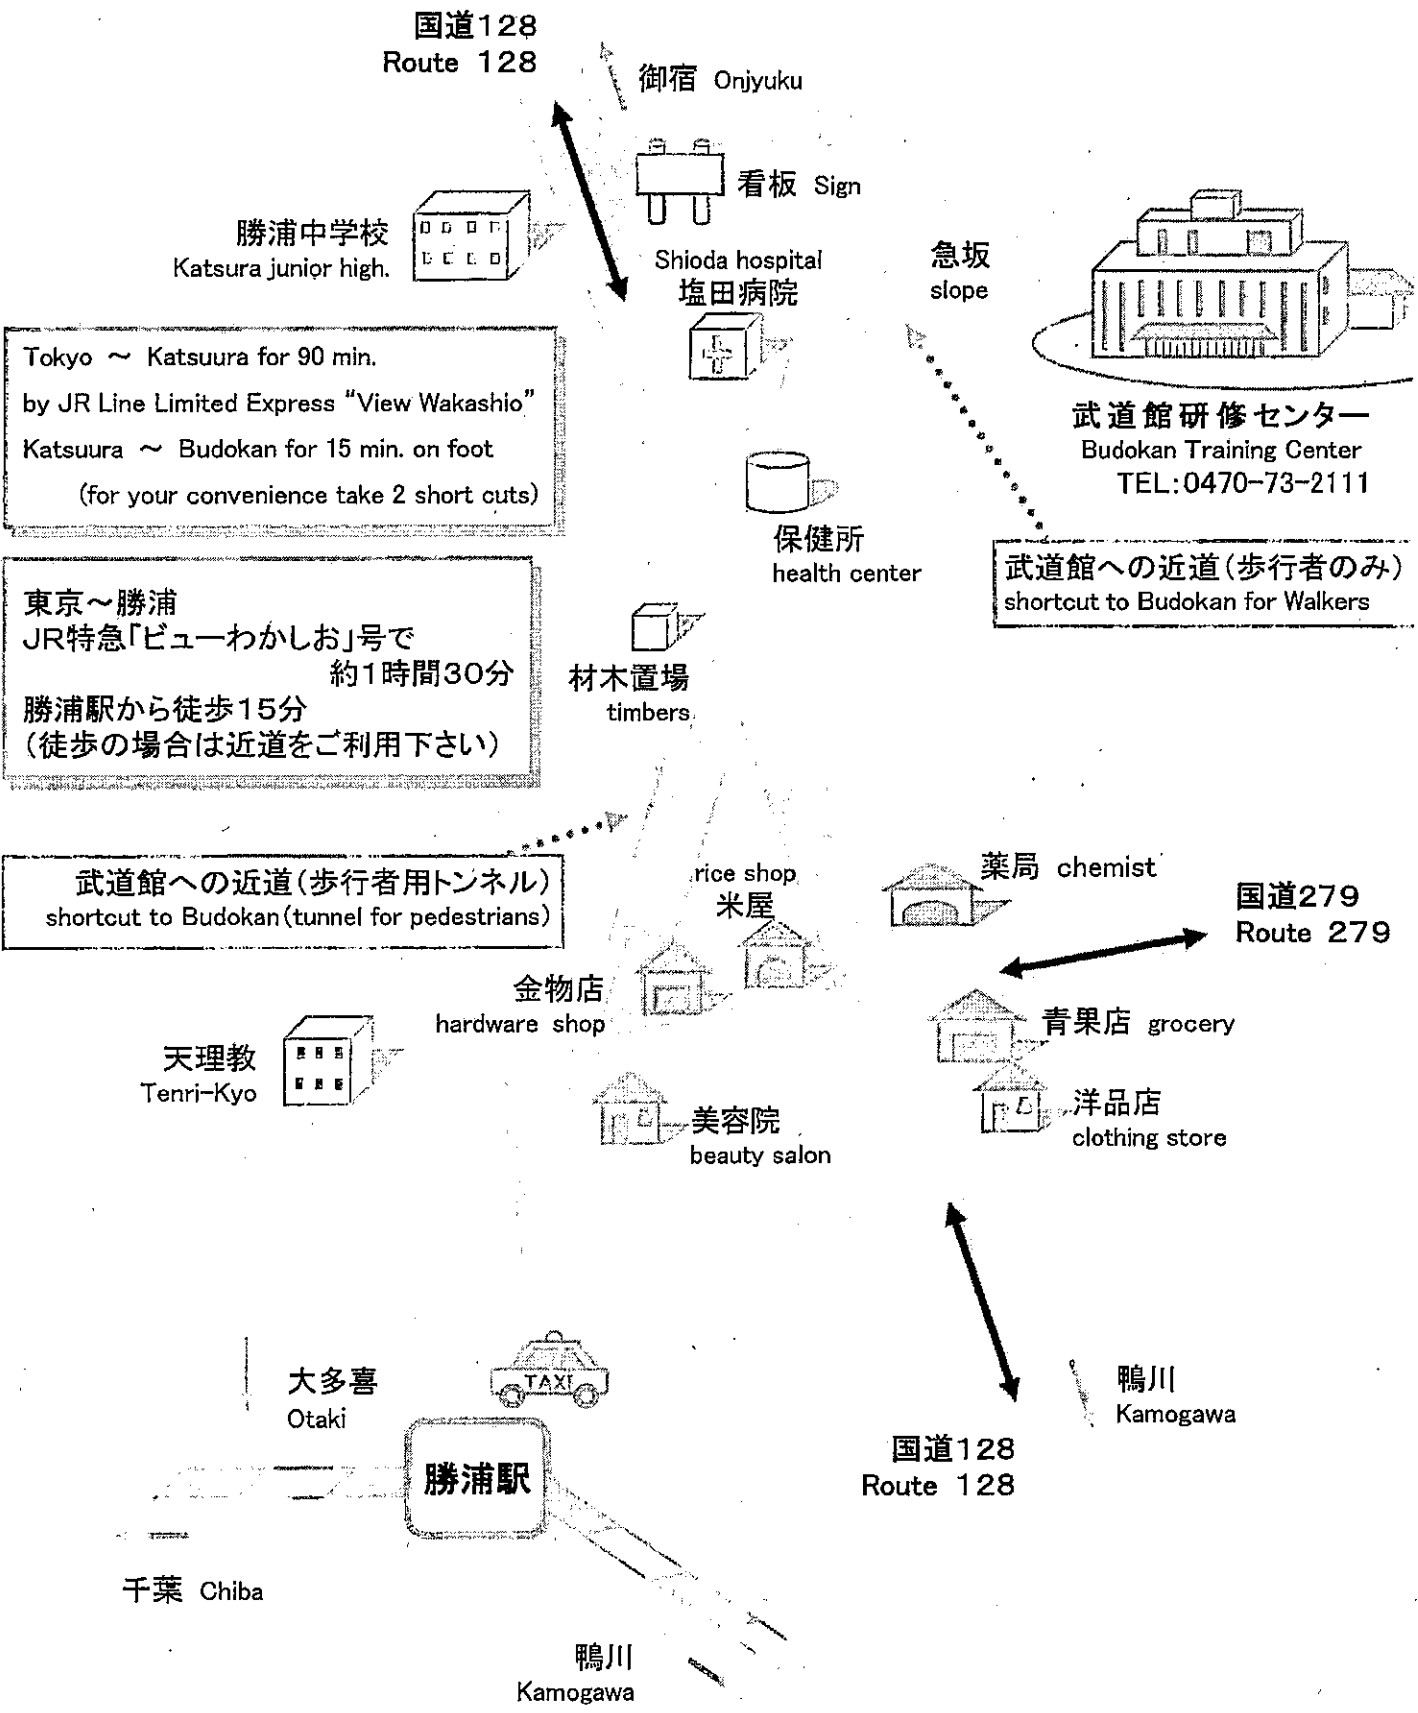 国道128
Route 128
御宿 Onjyuku
看板 Sign
勝浦中学校
Katsura junior high.
Shioda hospital
塩田病院
急坂
slope
Tokyo ～ Katsuura for 90 min.
by JR Line Limited Express "View Wakashio"
Katsuura ～ Budokan for 15 min. on foot
(for your convenience take 2 short cuts)
武道館研修センター
Budokan Training Center
TEL:0470-73-2111
保健所
health center
武道館への近道(歩行者のみ)
shortcut to Budokan for Walkers
東京～勝浦
JR特急「ビューわかしお」号で
約1時間30分
勝浦駅から徒歩15分
(徒歩の場合は近道をご利用下さい)
材木置場
timbers
武道館への近道(歩行者用トンネル)
shortcut to Budokan(tunnel for pedestrians)
rice shop
米屋
薬局 chemist
国道279
Route 279
金物店
hardware shop
青果店 grocery
天理教
Tenri-Kyo
美容院
beauty salon
洋品店
clothing store
大多喜
Otaki
TAXI
鴨川
Kamogawa
国道128
Route 128
勝浦駅
千葉 Chiba
鴨川
Kamogawa